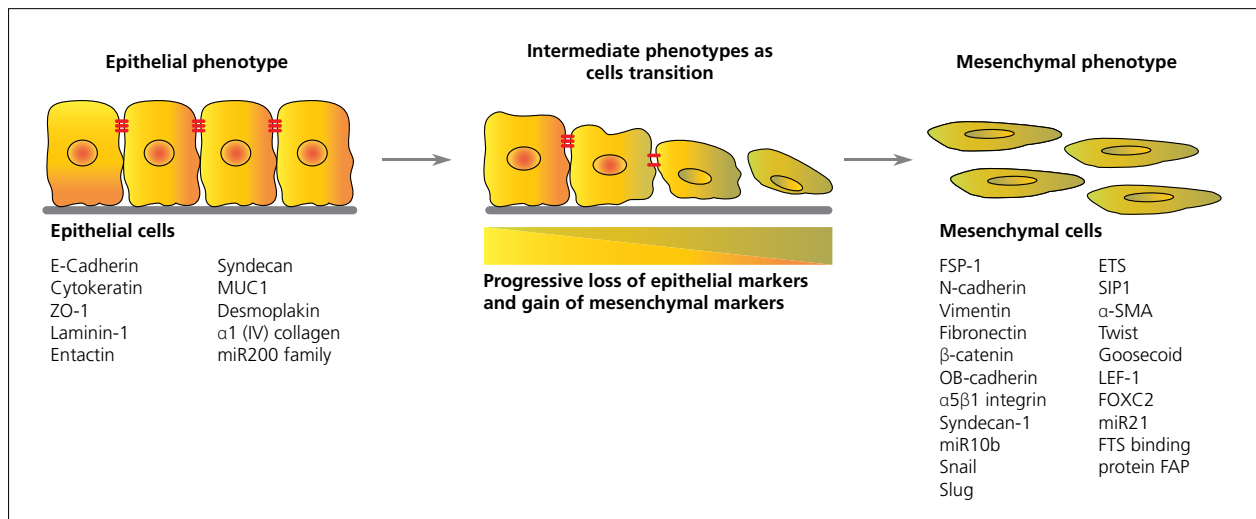 Epithelial phenotype
Intermediate phenotypes as
cells transition
Mesenchymal phenotype
Epithelial cells
E-Cadherin
Cytokeratin
ZO-1
Laminin-1
Entactin
Syndecan
MUC1
Desmoplakin
α1 (IV) collagen
miR200 family
Progressive loss of epithelial markers
and gain of mesenchymal markers
Mesenchymal cells
FSP-1
N-cadherin
Vimentin
Fibronectin
β-catenin
OB-cadherin
α5β1 integrin
Syndecan-1
miR10b
Snail
Slug
ETS
SIP1
α-SMA
Twist
Goosecoid
LEF-1
FOXC2
miR21
FTS binding
protein FAP